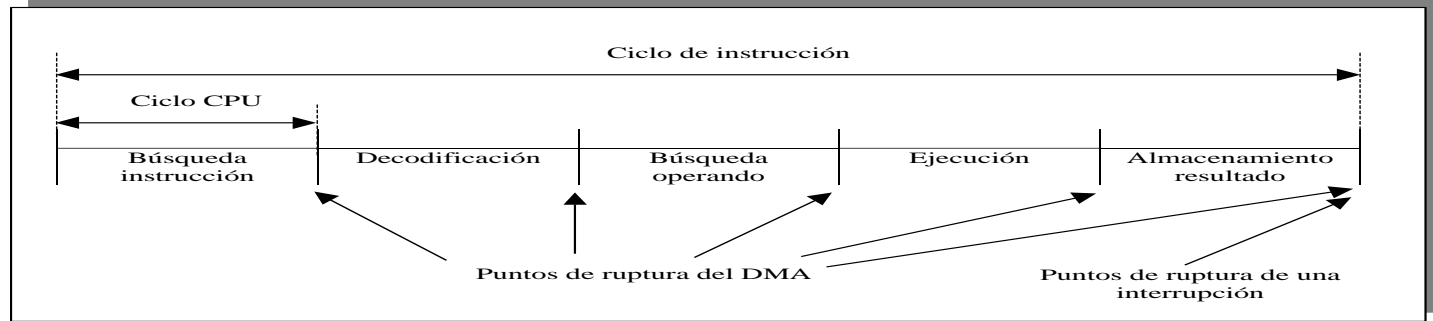 Ciclo de instrucción
Ciclo CPU
Búsqueda
instrucción
Decodificación
Búsqueda
operando
Ejecución
Almacenamiento
resultado
Puntos de ruptura del DMA
Puntos de ruptura de una
interrupción